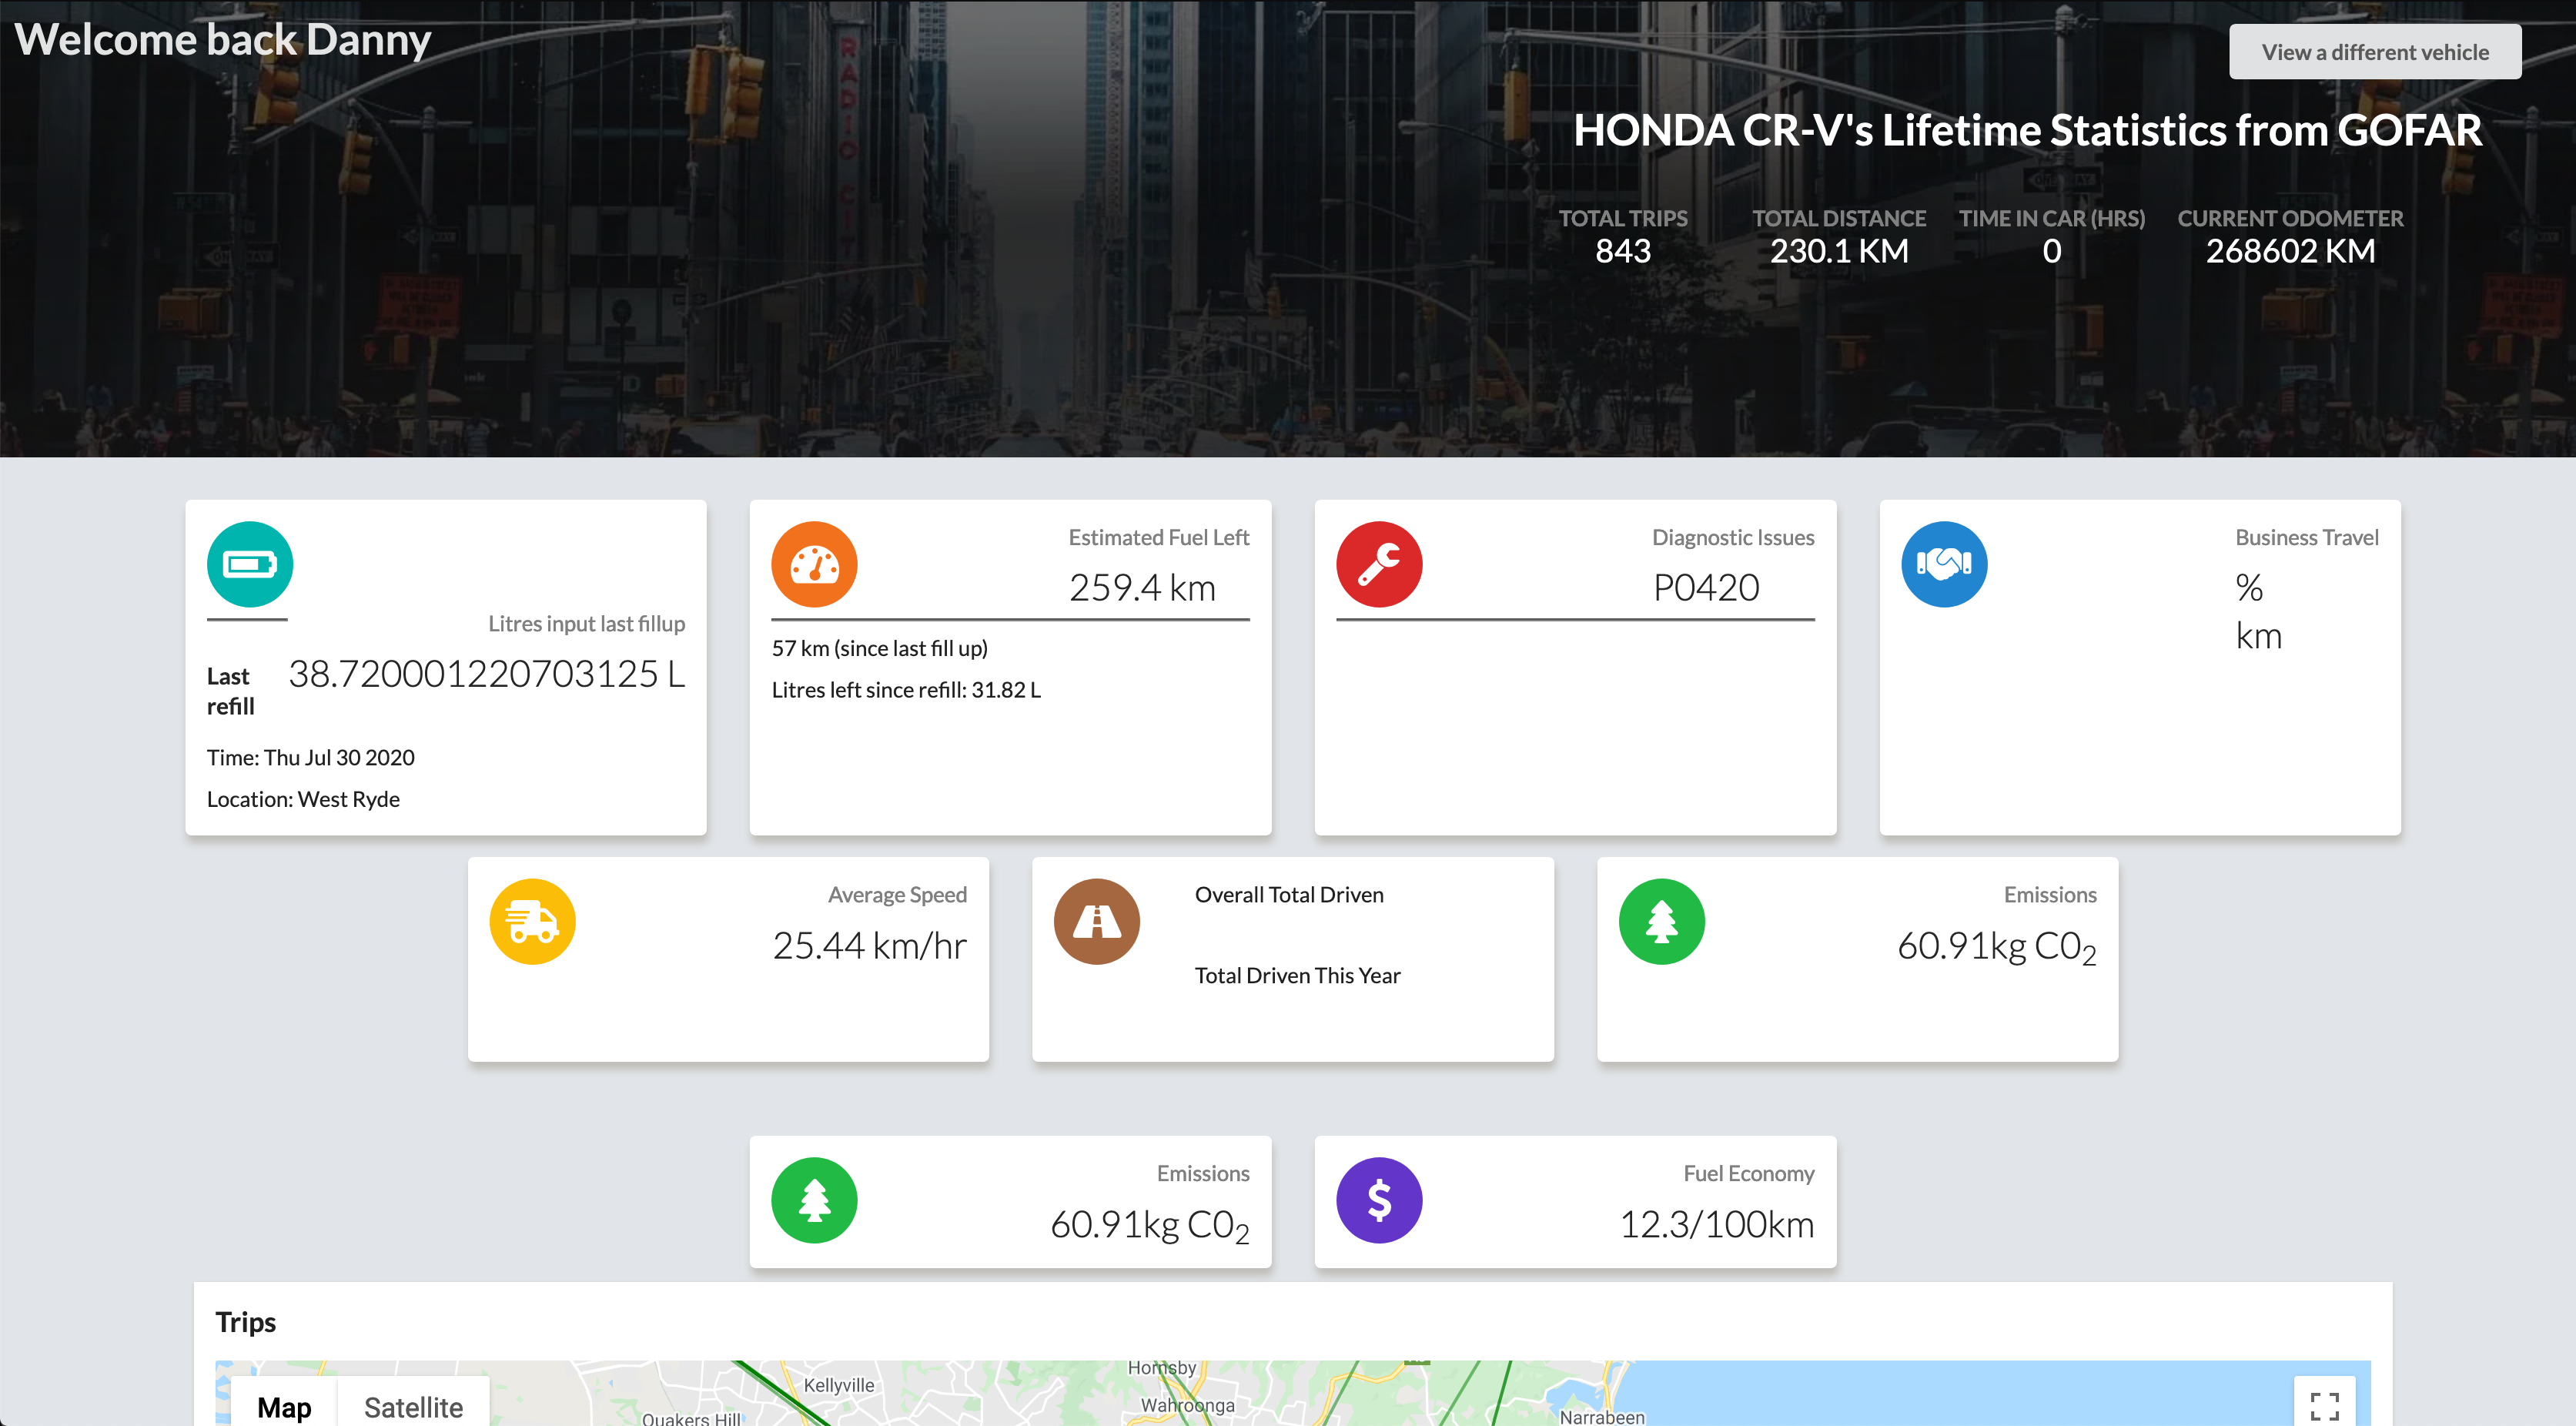 Welcome back Danny
View a different vehicle
HONDA CR-V's Lifetime Statistics from GOFAR
TOTAL TRIPS
843
TOTAL DISTANCE
230.1 KM
TIME IN CAR (HRS)
0
CURRENT ODOMETER
268602 KM
RADIO CITY
Litres input last fillup
38.720001220703125 L
Last
refill
Time: Thu Jul 30 2020
Location: West Ryde
Estimated Fuel Left
259.4 km
57 km (since last fill up)
Litres left since refill: 31.82 L
Diagnostic Issues
P0420
Business Travel
%
km
Average Speed
25.44 km/hr
Overall Total Driven
Total Driven This Year
Emissions
60.91kg C02
Emissions
60.91kg C02
Fuel Economy
$
12.3/100km
Trips
Map
Satellite
Kellyville
Quakers Hill
Hornsby
Wahroonga
Narrabeen